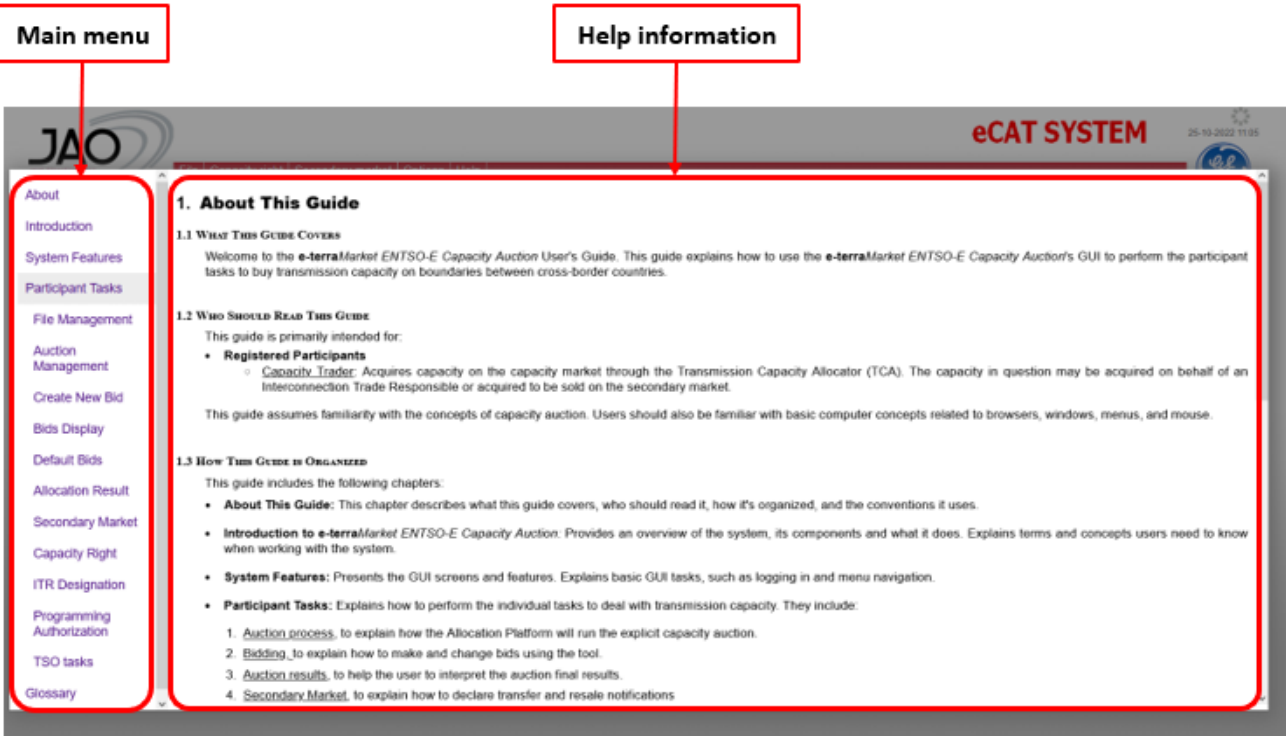 Main menu
Help information
JAO
eCAT SYSTEM
25-10-2022 11:05
File | Capacity right | Secondary market | Options | Help |
About
Introduction
System Features
Participant Tasks
File Management
Auction
Management
Create New Bid
Bids Display
Default Bids
Allocation Result
Secondary Market
Capacity Right
ITR Designation
Programming
Authorization
TSO tasks
Glossary
1. About This Guide
1.1 What This Guide Covers
Welcome to the e-terraMarket ENTSO-E Capacity Auction User's Guide. This guide explains how to use the e-terraMarket ENTSO-E Capacity Auction's GUI to perform the participant
tasks to buy transmission capacity on boundaries between cross-border countries.
1.2 Who Should Read This Guide
This guide is primarily intended for:
• Registered Participants
○ Capacity Trader: Acquires capacity on the capacity market through the Transmission Capacity Allocator (TCA). The capacity in question may be acquired on behalf of an
Interconnection Trade Responsible or acquired to be sold on the secondary market.
This guide assumes familiarity with the concepts of capacity auction. Users should also be familiar with basic computer concepts related to browsers, windows, menus, and mouse.
1.3 How This Guide is Organized
This guide includes the following chapters:
• About This Guide: This chapter describes what this guide covers, who should read it, how it's organized, and the conventions it uses.
• Introduction to e-terraMarket ENTSO-E Capacity Auction: Provides an overview of the system, its components and what it does. Explains terms and concepts users need to know
when working with the system.
• System Features: Presents the GUI screens and features. Explains basic GUI tasks, such as logging in and menu navigation.
• Participant Tasks: Explains how to perform the individual tasks to deal with transmission capacity. They include:
1. Auction process, to explain how the Allocation Platform will run the explicit capacity auction.
2. Bidding, to explain how to make and change bids using the tool.
3. Auction results, to help the user to interpret the auction final results.
4. Secondary Market, to explain how to declare transfer and resale notifications